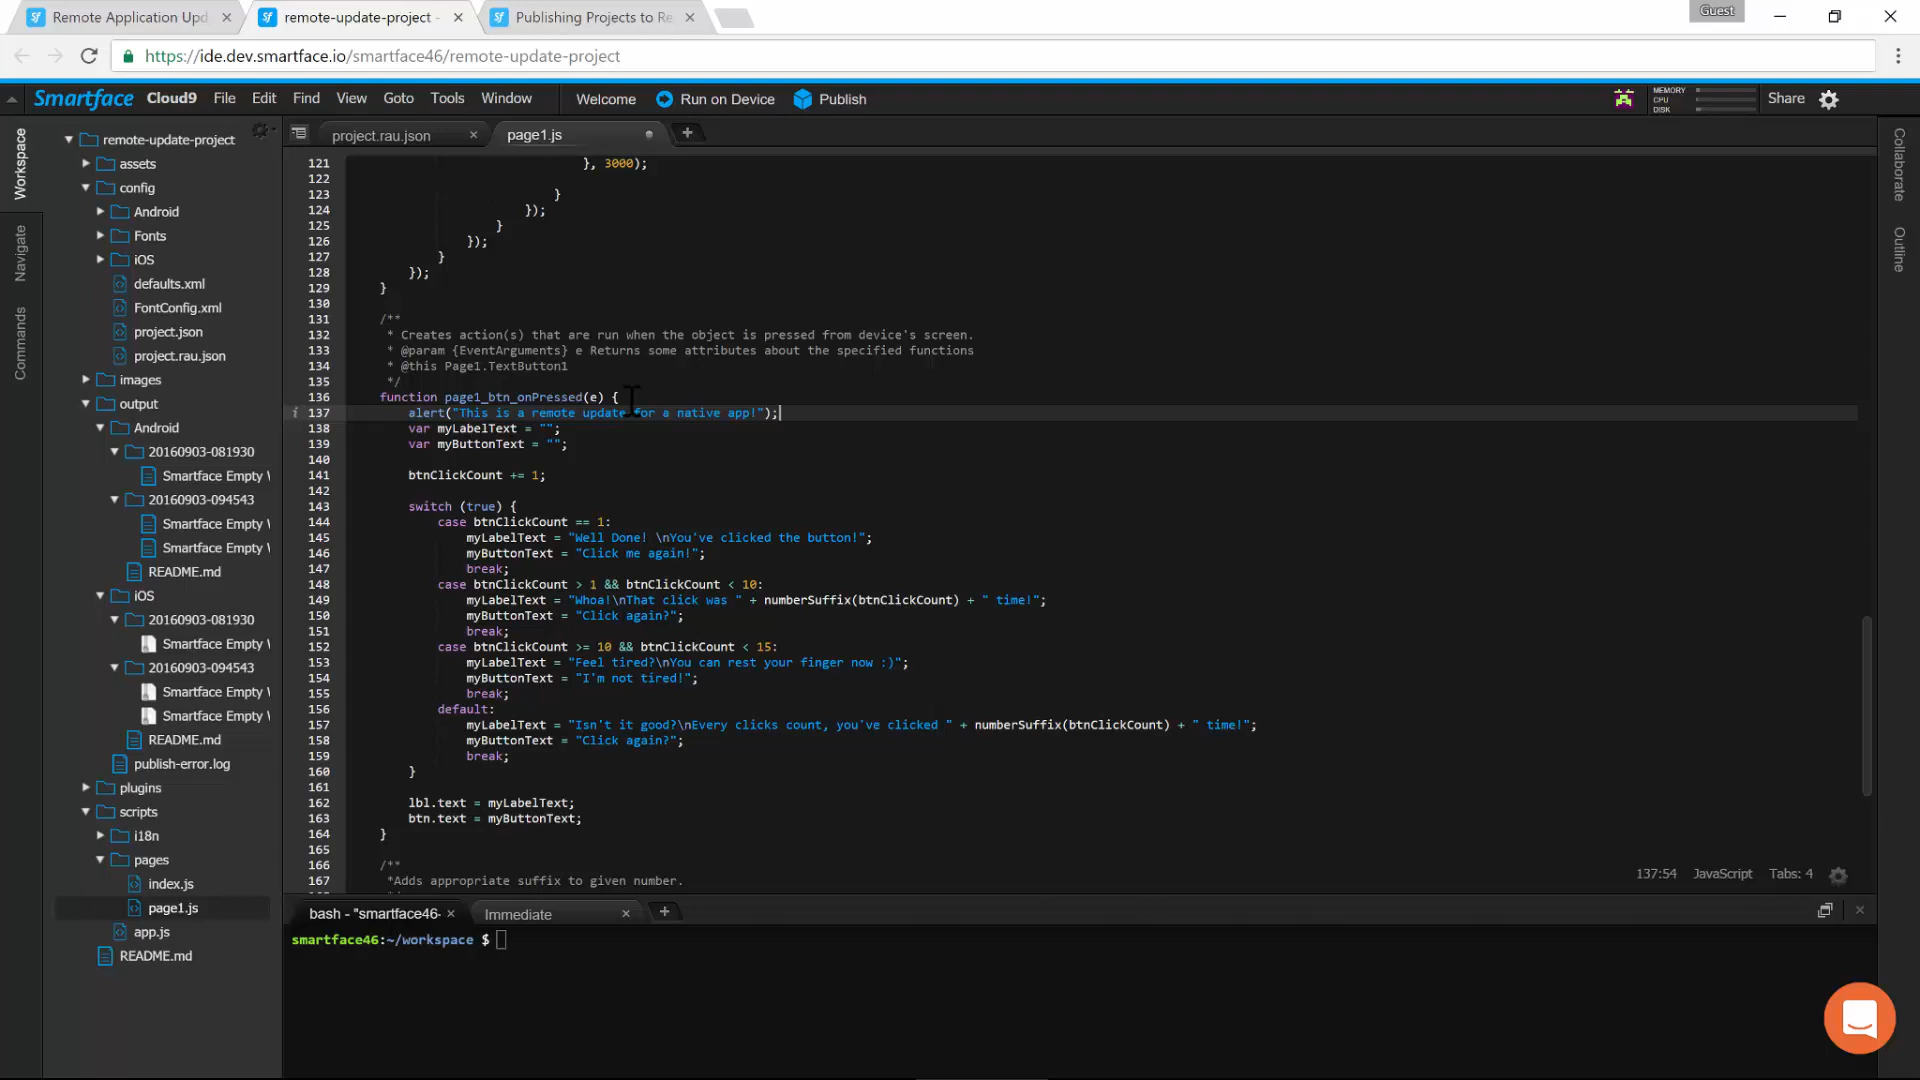 Remote Application Upd
remote-update-project -
Publishing Projects to Re
Guest
https://ide.dev.smartface.io/smartface46/remote-update-project
Smartface
Cloud9
File
Edit
Find
View
Goto
Tools
Window
Welcome
Run on Device
Publish
MEMORY
CPU
DISK
Share
Workspace
Navigate
Commands
Collaborate
Outline
remote-update-project
assets
config
Android
Fonts
iOS
defaults.xml
FontConfig.xml
project.json
project.rau.json
images
output
Android
20160903-081930
Smartface Empty
20160903-094543
Smartface Empty
Smartface Empty
README.md
iOS
20160903-081930
Smartface Empty
20160903-094543
Smartface Empty
Smartface Empty
README.md
publish-error.log
plugins
scripts
i18n
pages
index.js
page1.js
app.js
README.md
project.rau.json
page1.js
121 }, 3000);
122
123 }
124 });
125 }
126 });
127 }
128 });
129 }
130
131 /**
132 * Creates action(s) that are run when the object is pressed from device's screen.
133 * @param {EventArguments} e Returns some attributes about the specified functions
134 * @this Page1.TextButton1
135 */
136 function page1_btn_onPressed(e) {
137 alert("This is a remote update for a native app!");
138 var myLabelText = "";
139 var myButtonText = "";
140
141 btnClickCount += 1;
142
143 switch (true) {
144 case btnClickCount == 1:
145 myLabelText = "Well Done! \nYou've clicked the button!";
146 myButtonText = "Click me again!";
147 break;
148 case btnClickCount > 1 && btnClickCount < 10:
149 myLabelText = "Whoa!\nThat click was " + numberSuffix(btnClickCount) + " time!";
150 myButtonText = "Click again?";
151 break;
152 case btnClickCount >= 10 && btnClickCount < 15:
153 myLabelText = "Feel tired?\nYou can rest your finger now :)";
154 myButtonText = "I'm not tired!";
155 break;
156 default:
157 myLabelText = "Isn't it good?\nEvery clicks count, you've clicked " + numberSuffix(btnClickCount) + " time!";
158 myButtonText = "Click again?";
159 break;
160 }
161
162 lbl.text = myLabelText;
163 btn.text = myButtonText;
164 }
165
166 /**
167 *Adds appropriate suffix to given number.
137:54
JavaScript
Tabs: 4
bash - "smartface46-
Immediate
smartface46:~/workspace $